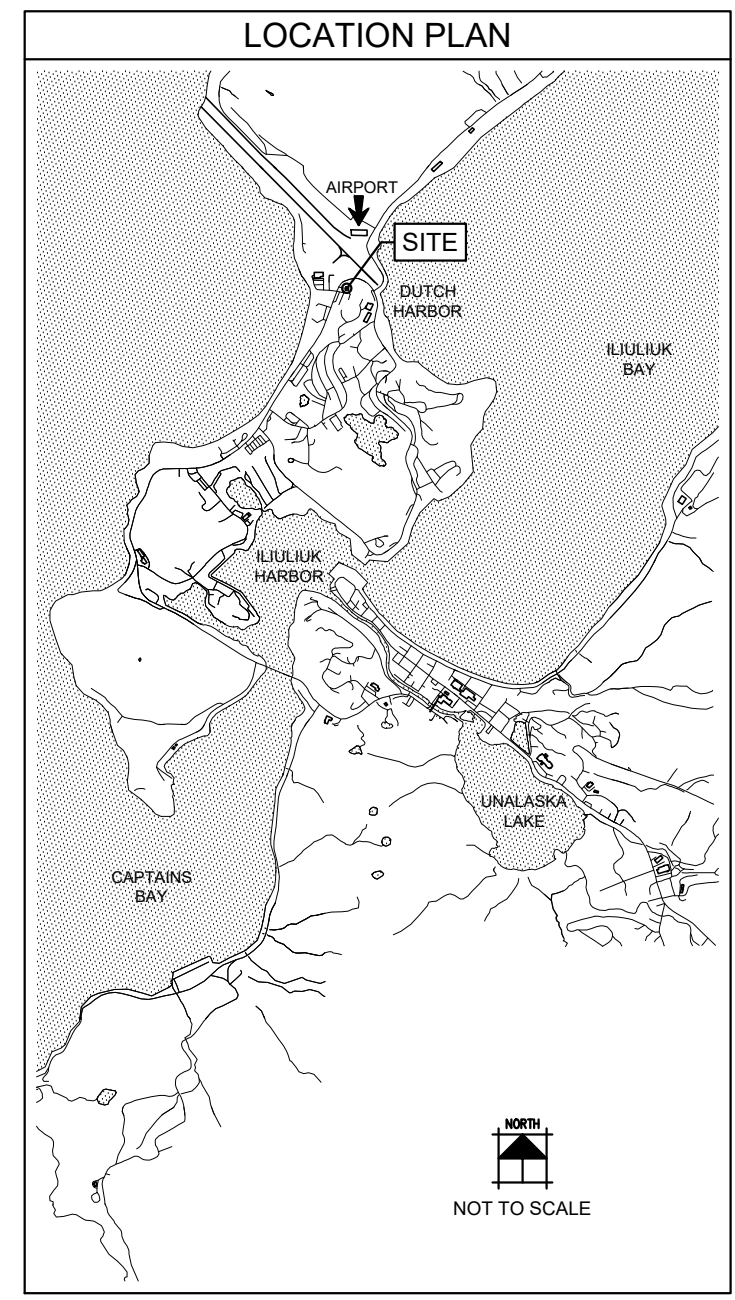 LOCATION PLAN
AIRPORT
SITE
DUTCH
HARBOR
ILIULIUK
BAY
ILIULIUK
HARBOR
UNALASKA
LAKE
CAPTAINS
BAY
NORTH
NOT TO SCALE